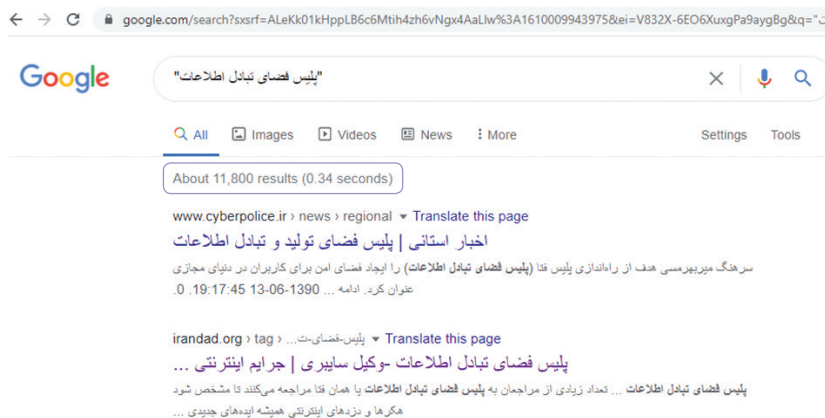 google.com/search?sxsrf=ALeKk01kHppLB6c6Mtih4zh6vNgx4AaLlw%3A1610009943975&ei=V832X-6EO6XuxgPa9aygBg&q="ت
Google
"پلیس فضای تبادل اطلاعات"
All Images Videos News More Settings Tools
About 11,800 results (0.34 seconds)
www.cyberpolice.ir › news › regional ▾ Translate this page
اخبار استانی | پلیس فضای تولید و تبادل اطلاعات
سرهنگ میربهرسی هدف از راه‌اندازی پلیس فتا (پلیس فضای تبادل اطلاعات) را ایجاد فضای امن برای کاربران در دنیای مجازی
عنوان کرد. ادامه ... 1390-06-13 19:17:45. 0.
irandad.org › tag › ...پلیس-فضای-ت ▾ Translate this page
پلیس فضای تبادل اطلاعات -وکیل سایبری | جرایم اینترنتی ...
پلیس فضای تبادل اطلاعات ... تعداد زیادی از مراجعان به پلیس فضای تبادل اطلاعات یا همان فتا مراجعه می‌کنند تا مشخص شود
هکرها و دزدهای اینترنتی همیشه ایده‌های جدیدی ...